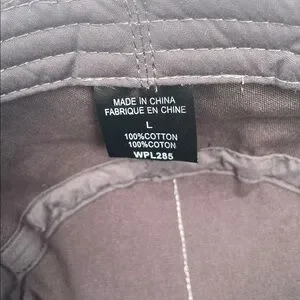 MADE IN CHINA
FABRIQUE EN CHINE
L
100%COTTON
100%COTON
WPL285